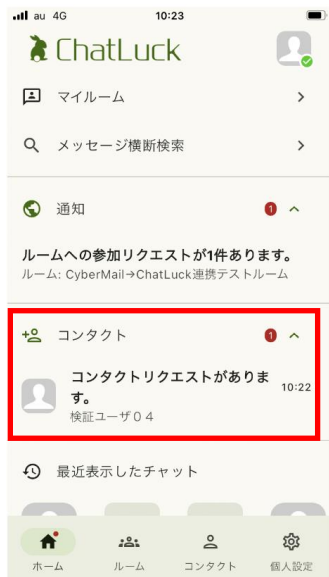 au 4G 10:23
ChatLuck
マイルーム
メッセージ横断検索
通知 1
ルームへの参加リクエストが1件あります。
ルーム: CyberMail→ChatLuck連携テストルーム
コンタクト 1
コンタクトリクエストがありま
す。
10:22
検証ユーザ０４
最近表示したチャット
ホーム ルーム コンタクト 個人設定